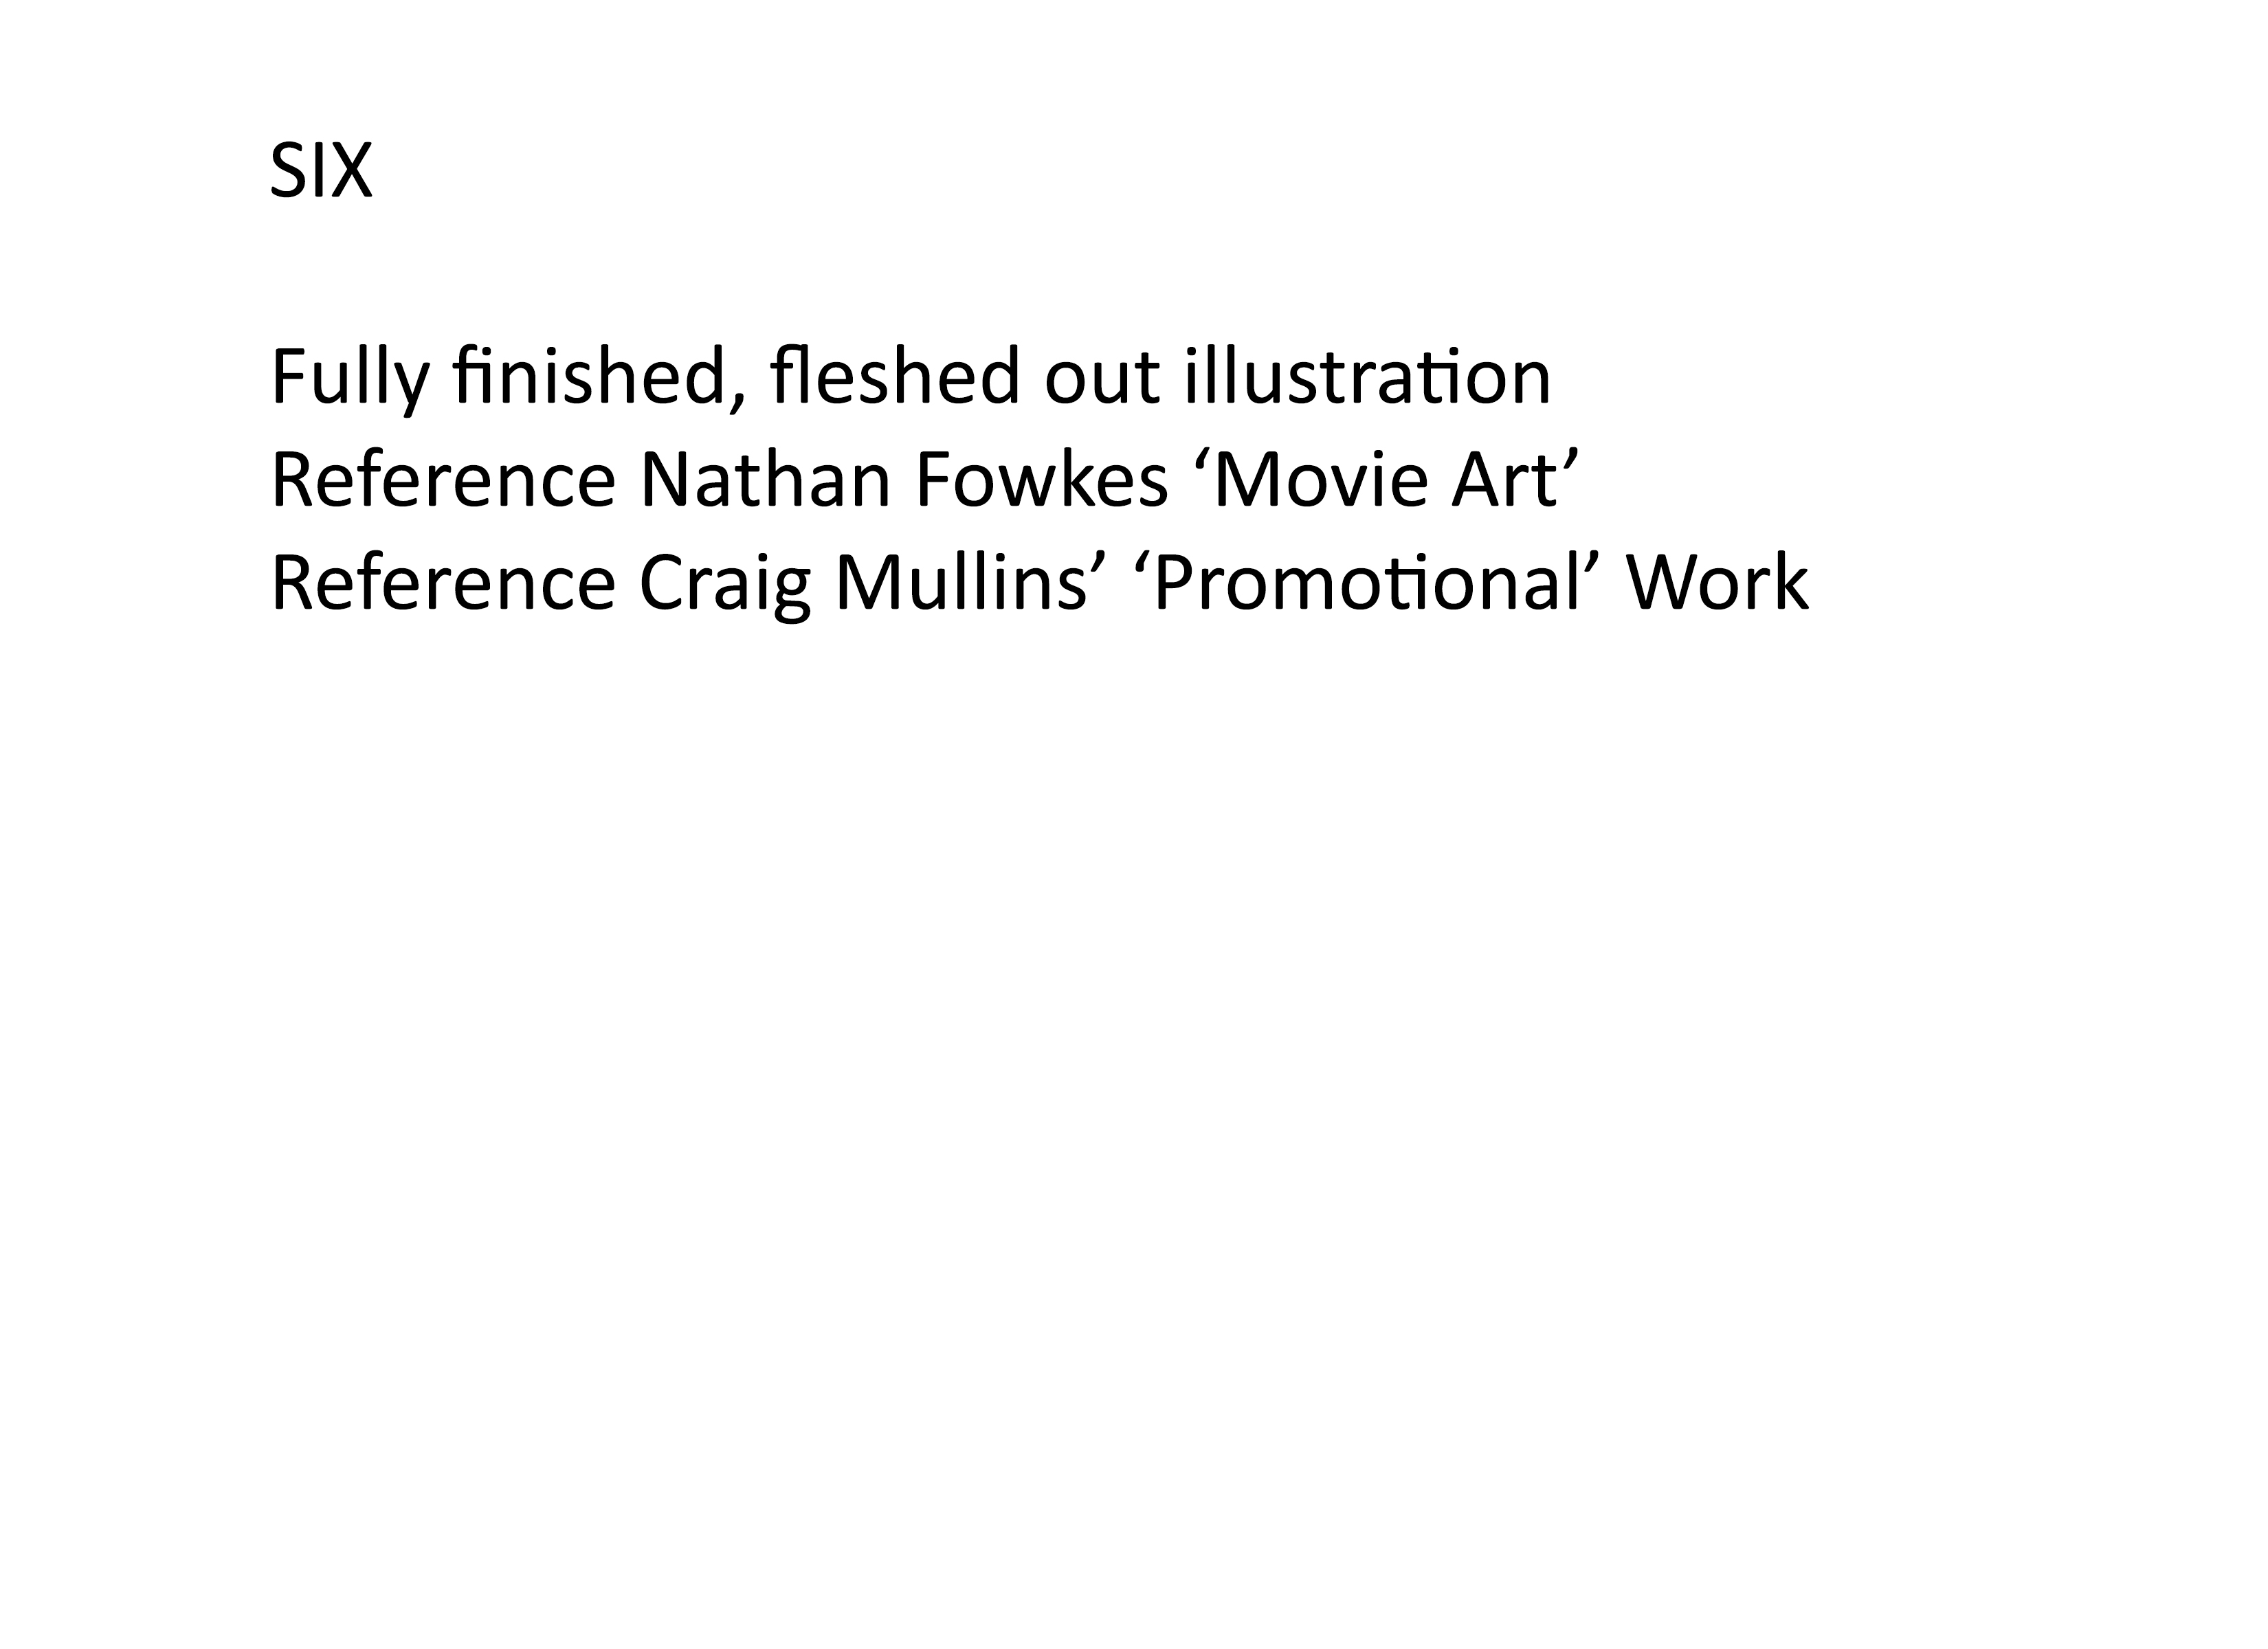 SIX
Fully finished, fleshed out illustration
Reference Nathan Fowkes ‘Movie Art’
Reference Craig Mullins’ ‘Promotional’ Work